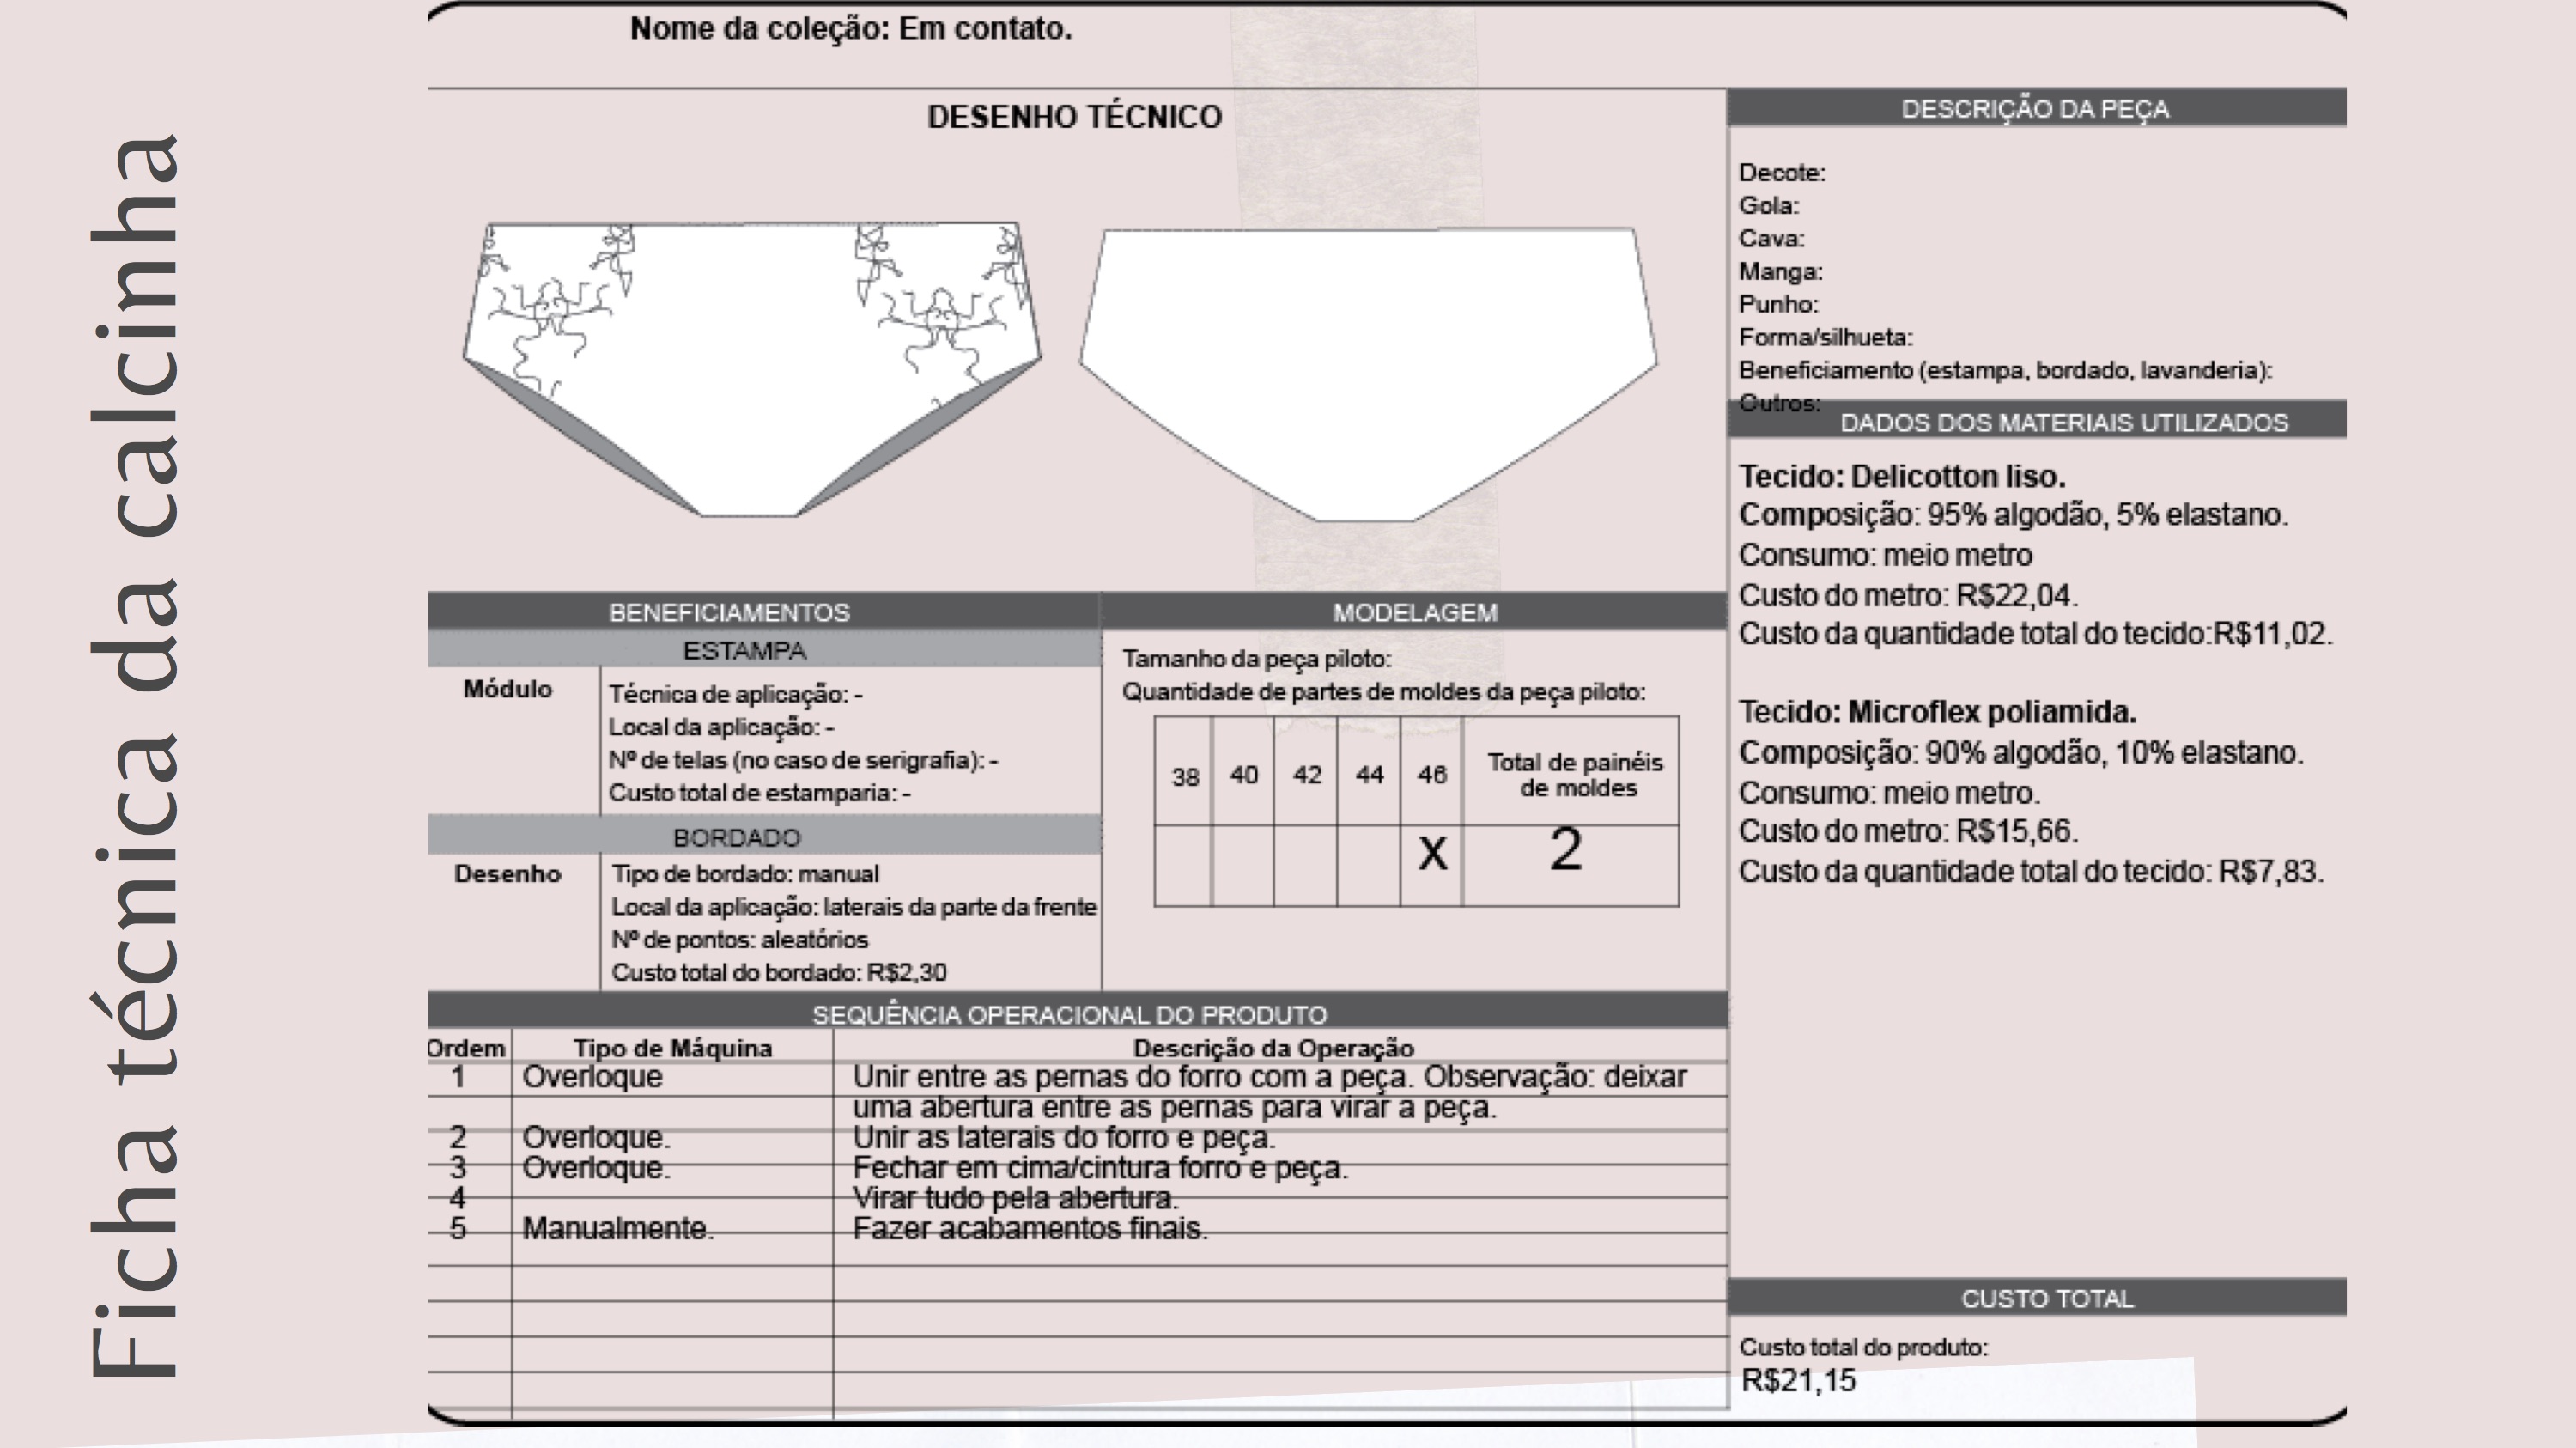 Ficha técnica da calcinha
Nome da coleção: Em contato.
DESENHO TÉCNICO
DESCRIÇÃO DA PEÇA
Decote:
Gola:
Cava:
Manga:
Punho:
Forma/silhueta:
Beneficiamento (estampa, bordado, lavanderia):
Outros:
DADOS DOS MATERIAIS UTILIZADOS
Tecido: Delicotton liso.
Composição: 95% algodão, 5% elastano.
Consumo: meio metro
Custo do metro: R$22,04.
Custo da quantidade total do tecido:R$11,02.
Tecido: Microflex poliamida.
Composição: 90% algodão, 10% elastano.
Consumo: meio metro.
Custo do metro: R$15,66.
Custo da quantidade total do tecido: R$7,83.
BENEFICIAMENTOS
ESTAMPA
Módulo
Técnica de aplicação: -
Local da aplicação: -
Nº de telas (no caso de serigrafia): -
Custo total de estamparia: -
BORDADO
Desenho
Tipo de bordado: manual
Local da aplicação: laterais da parte da frente
Nº de pontos: aleatórios
Custo total do bordado: R$2,30
MODELAGEM
Tamanho da peça piloto:
Quantidade de partes de moldes da peça piloto:
38 40 42 44 46 Total de painéis
de moldes
X 2
SEQUÊNCIA OPERACIONAL DO PRODUTO
Ordem Tipo de Máquina Descrição da Operação
1 Overloque Unir entre as pernas do forro com a peça. Observação: deixar
uma abertura entre as pernas para virar a peça.
2 Overloque. Unir as laterais do forro e peça.
3 Overloque. Fechar em cima/cintura forro e peça.
4 Virar tudo pela abertura.
5 Manualmente. Fazer acabamentos finais.
CUSTO TOTAL
Custo total do produto:
R$21,15